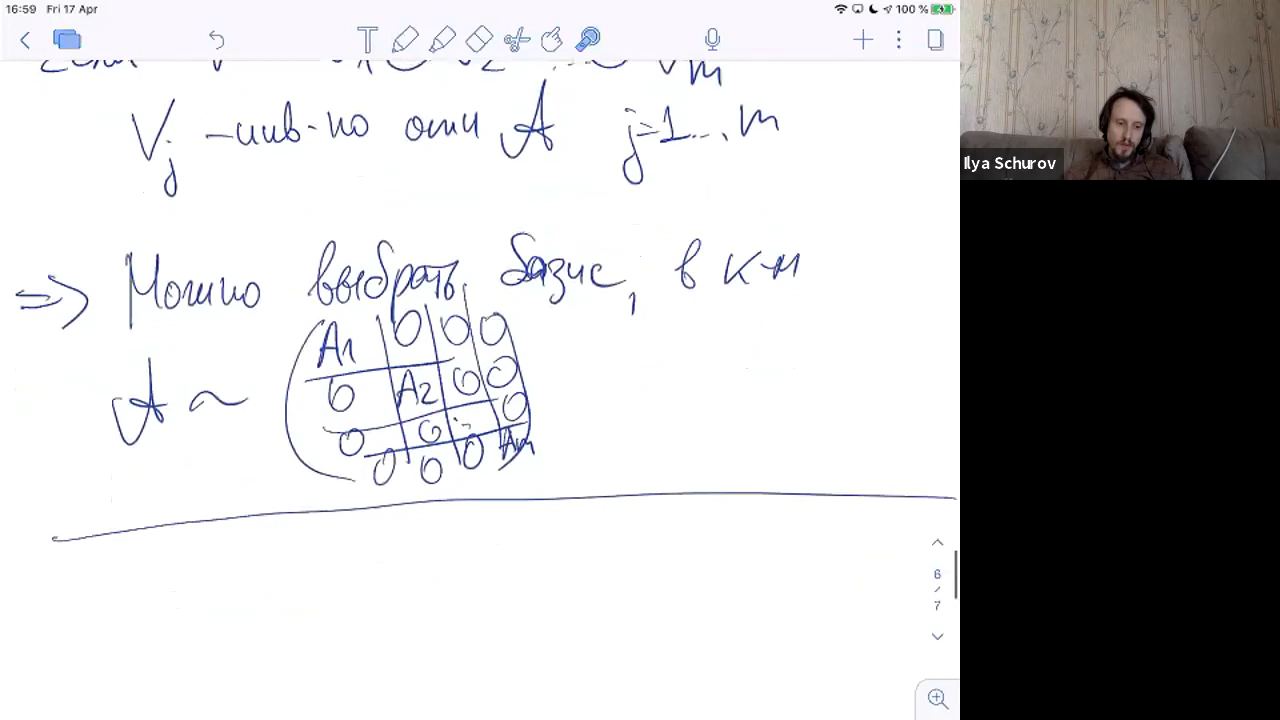 16:59 Fri 17 Apr 100 %
Ilya Schurov
V_j -инв-но отн 𝒜 j=1...m
=> Можно выбрать базис, в к-м
𝒜 ~
A1 0 0 0
0 A2 0 0
0 0 ⋱ 0
0 0 0 Am
6
/
7